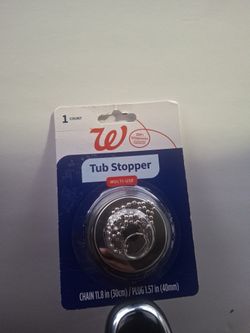 1 COUNT
W
Tub Stopper
MULTI-USE
CHAIN 11.8 in (30cm) / PLUG 1.57 in (40mm)